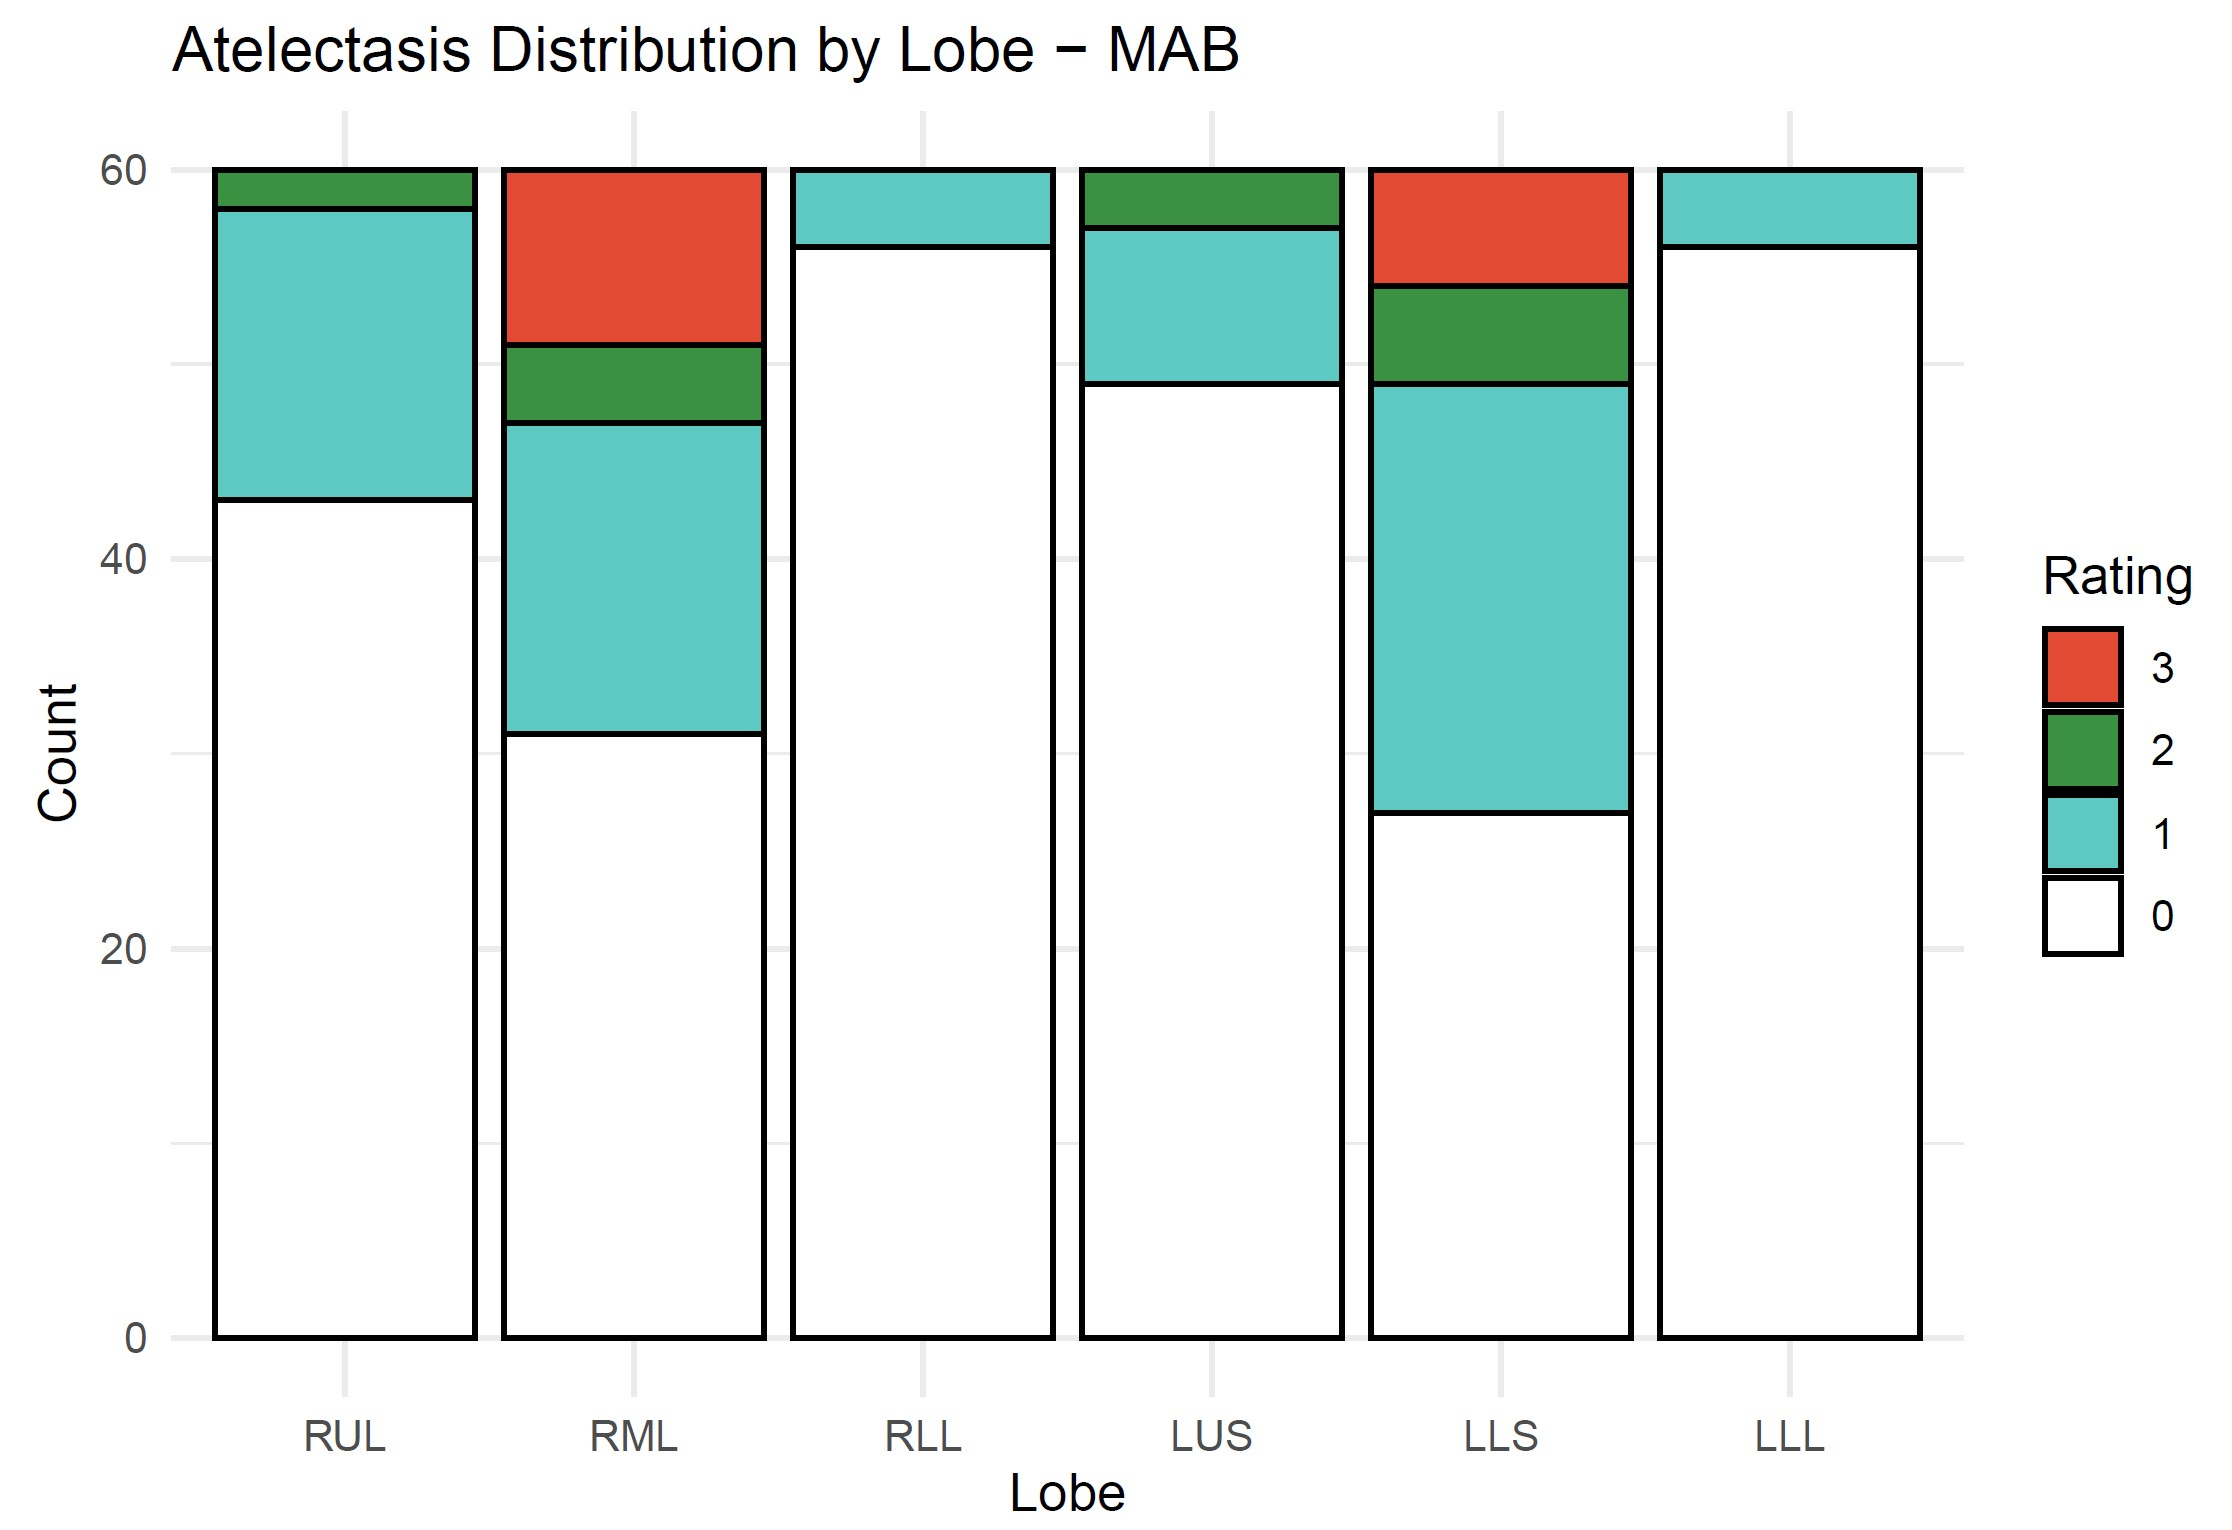 Atelectasis Distribution by Lobe − MAB
60
40
20
0
Count
RUL RML RLL LUS LLS LLL
Lobe
Rating
3
2
1
0